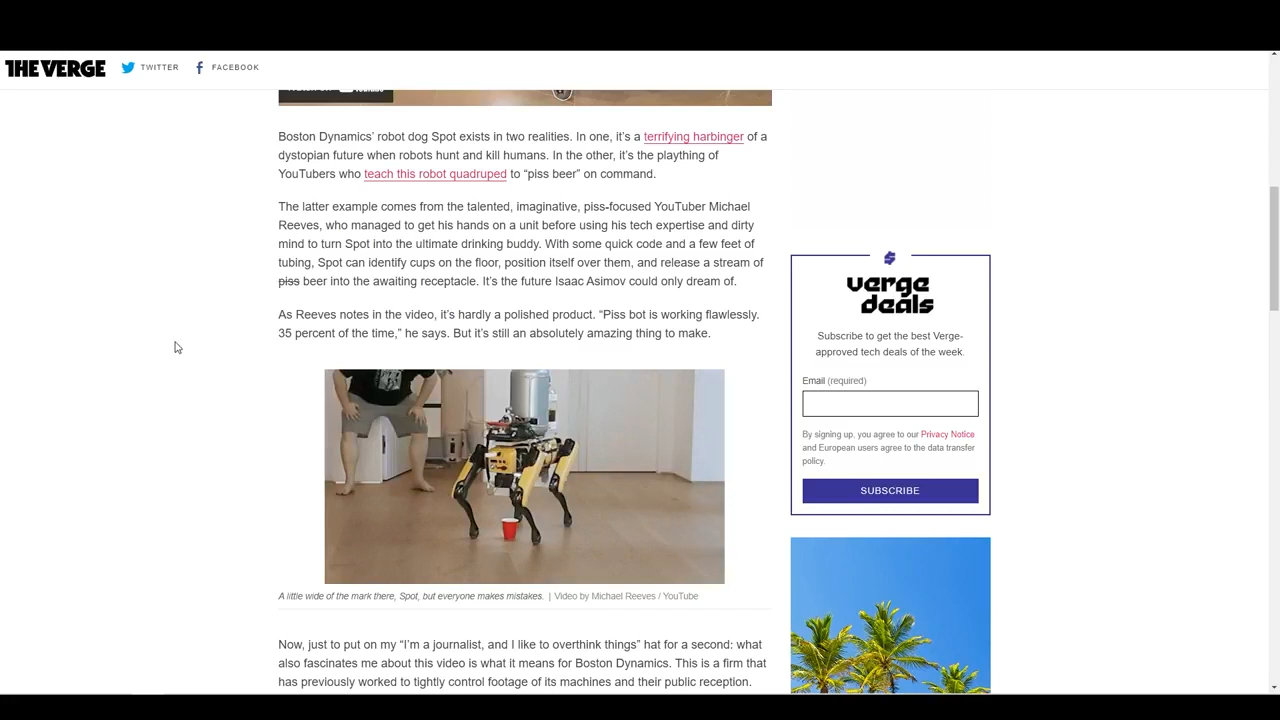 THE VERGE
TWITTER
FACEBOOK
Boston Dynamics' robot dog Spot exists in two realities. In one, it's a terrifying harbinger of a
dystopian future when robots hunt and kill humans. In the other, it's the plaything of
YouTubers who teach this robot quadruped to “piss beer” on command.
The latter example comes from the talented, imaginative, piss-focused YouTuber Michael
Reeves, who managed to get his hands on a unit before using his tech expertise and dirty
mind to turn Spot into the ultimate drinking buddy. With some quick code and a few feet of
tubing, Spot can identify cups on the floor, position itself over them, and release a stream of
piss beer into the awaiting receptacle. It's the future Isaac Asimov could only dream of.
As Reeves notes in the video, it's hardly a polished product. “Piss bot is working flawlessly.
35 percent of the time,” he says. But it's still an absolutely amazing thing to make.
A little wide of the mark there, Spot, but everyone makes mistakes. | Video by Michael Reeves / YouTube
Now, just to put on my “I'm a journalist, and I like to overthink things” hat for a second: what
also fascinates me about this video is what it means for Boston Dynamics. This is a firm that
has previously worked to tightly control footage of its machines and their public reception.
verge
deals
Subscribe to get the best Verge-
approved tech deals of the week.
Email (required)
By signing up, you agree to our Privacy Notice
and European users agree to the data transfer
policy.
SUBSCRIBE